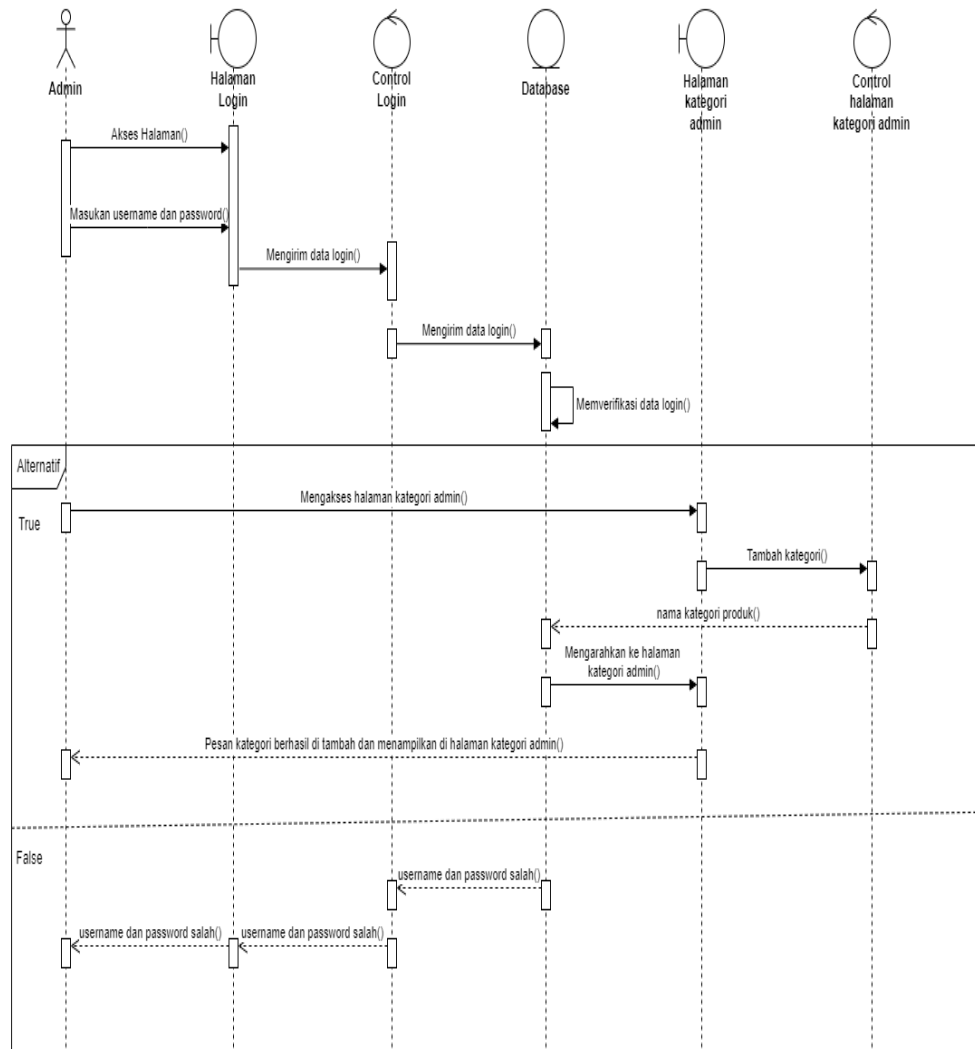 Admin
Halaman
Login
Control
Login
Database
Halaman
kategori
admin
Control
halaman
kategori admin
Akses Halaman()
Masukan username dan password()
Mengirim data login()
Mengirim data login()
Memverifikasi data login()
Alternatif
True
Mengakses halaman kategori admin()
Tambah kategori()
nama kategori produk()
Mengarahkan ke halaman
kategori admin()
Pesan kategori berhasil di tambah dan menampilkan di halaman kategori admin()
False
username dan password salah()
username dan password salah()
username dan password salah()